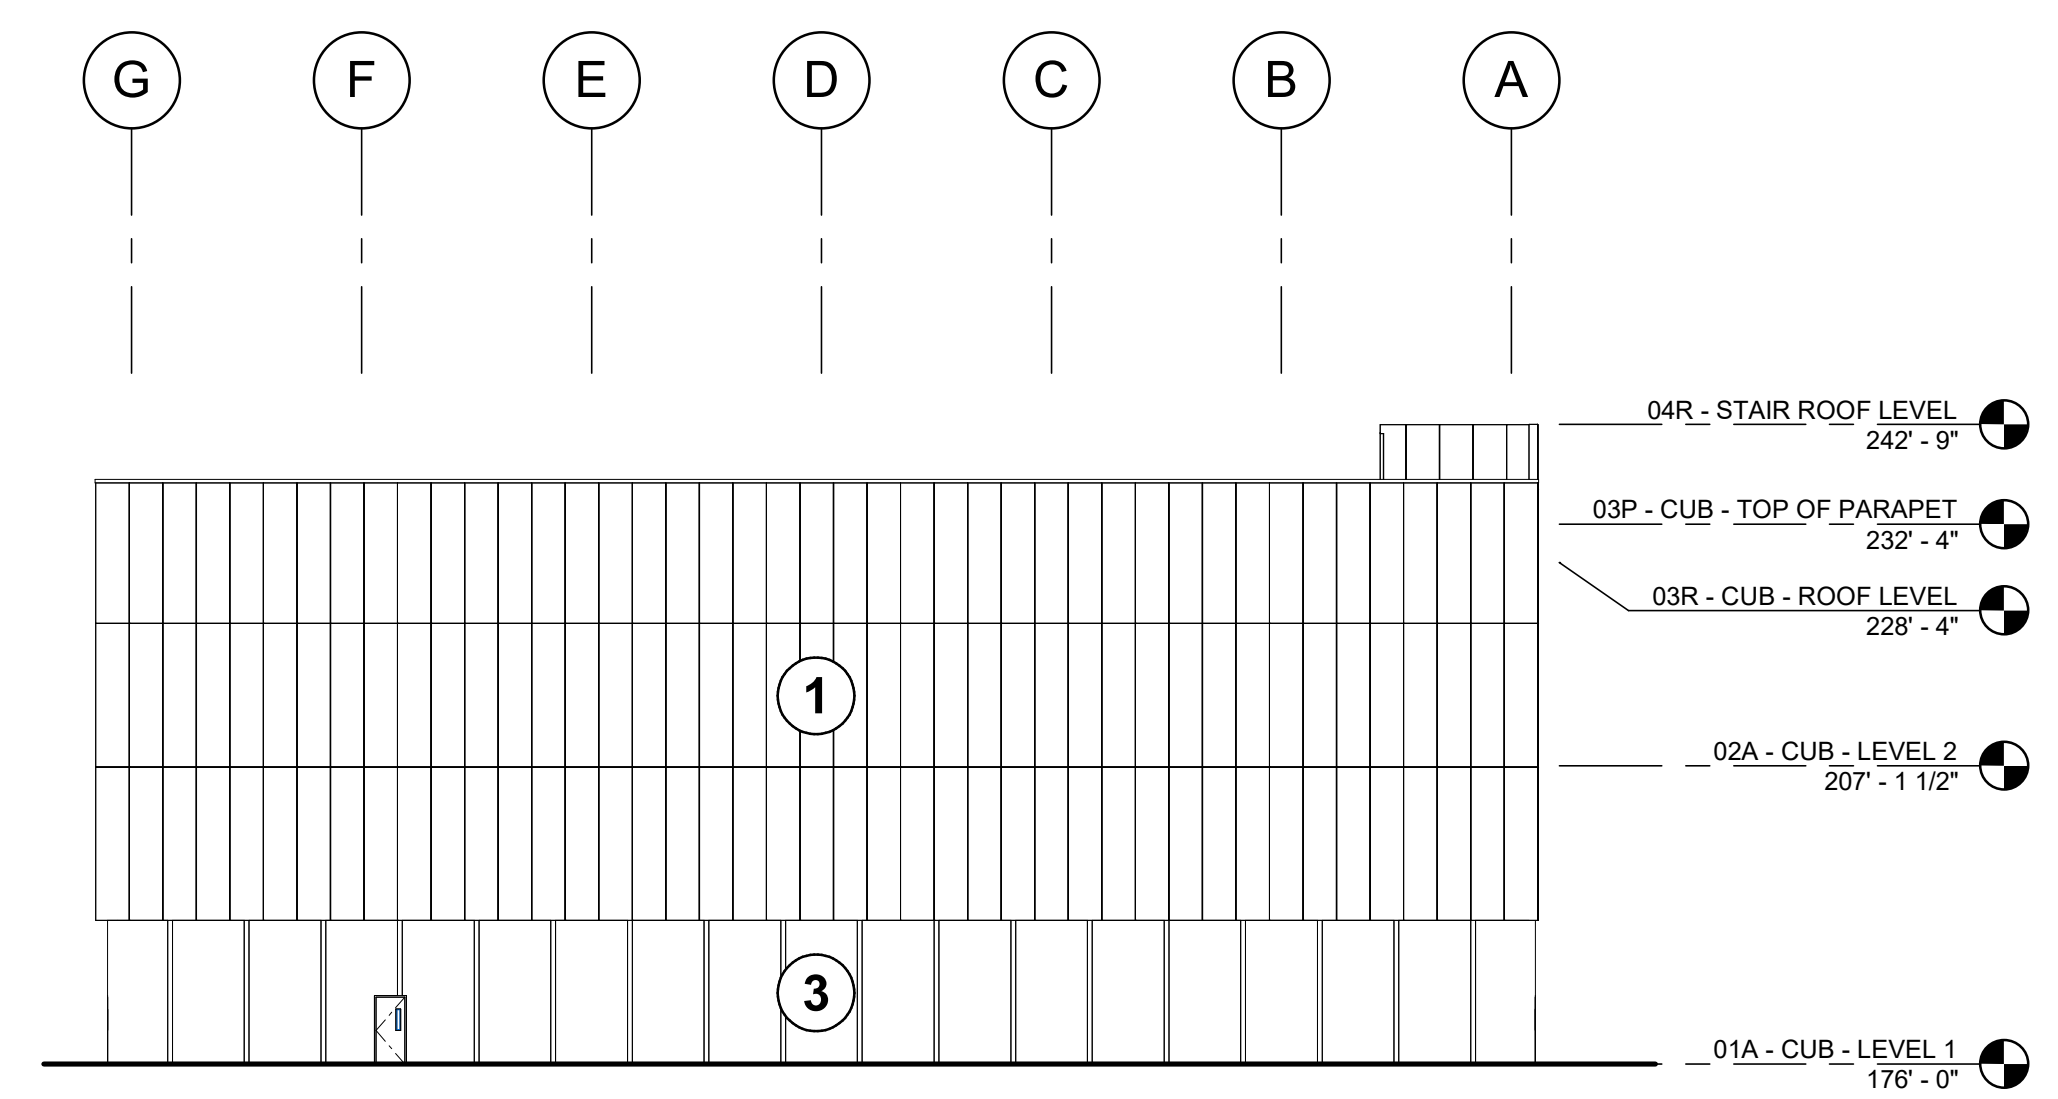 G F E D C B A
04R - STAIR ROOF LEVEL
242' - 9"
03P - CUB - TOP OF PARAPET
232' - 4"
03R - CUB - ROOF LEVEL
228' - 4"
1
02A - CUB - LEVEL 2
207' - 1 1/2"
3
01A - CUB - LEVEL 1
176' - 0"